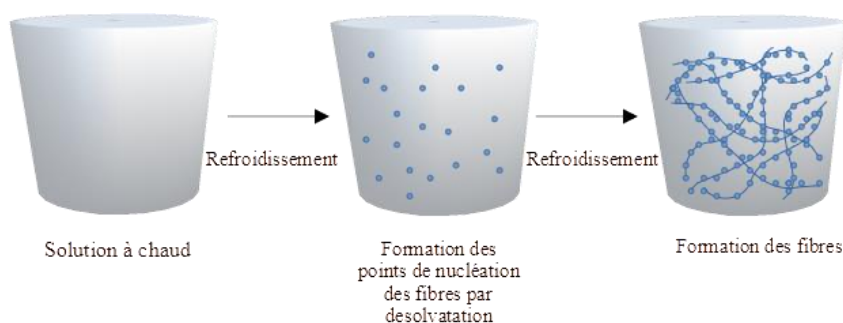 Refroidissement
Refroidissement
Solution à chaud
Formation des
points de nucléation
des fibres par
desolvatation
Formation des fibres